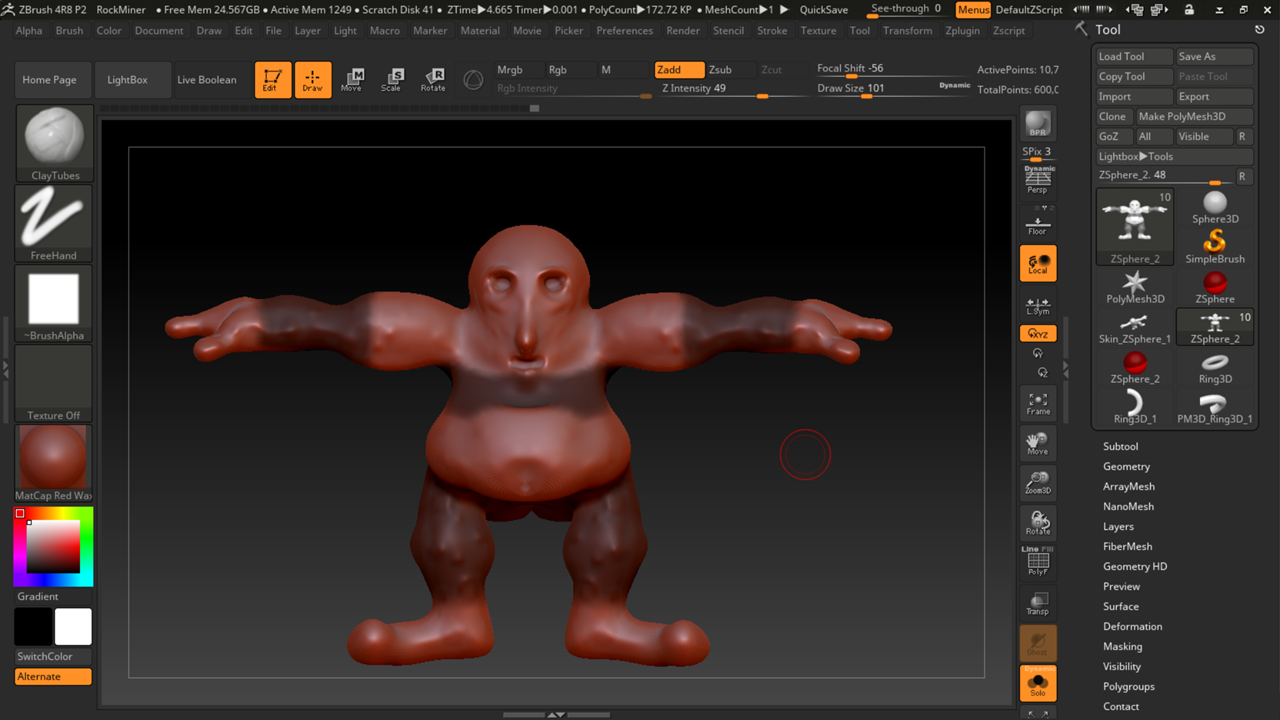 ZBrush 4R8 P2 RockMiner • Free Mem 24.567GB • Active Mem 1249 • Scratch Disk 41 • ZTime▶4.665 Timer▶0.001 • PolyCount▶172.72 KP • MeshCount▶1 QuickSave See-through 0 Menus DefaultZScript
Alpha Brush Color Document Draw Edit File Layer Light Macro Marker Material Movie Picker Preferences Render Stencil Stroke Texture Tool Transform Zplugin Zscript
Home Page LightBox Live Boolean Edit Draw Move Scale Rotate
Mrgb Rgb M Zadd Zsub Zcut Focal Shift -56 ActivePoints: 10,7
Rgb Intensity Z Intensity 49 Draw Size 101 Dynamic TotalPoints: 600,0
ClayTubes
FreeHand
~BrushAlpha
Texture Off
MatCap Red Wax
Gradient
SwitchColor
Alternate
BPR
SPix 3
Dynamic
Persp
Floor
Local
L.Sym
XYZ
Frame
Move
Zoom3D
Rotate
Line Fill
PolyF
Transp
Ghost
Dynamic
Solo
Tool
Load Tool Save As
Copy Tool Paste Tool
Import Export
Clone Make PolyMesh3D
GoZ All Visible R
Lightbox▶Tools
ZSphere_2. 48 R
10
ZSphere_2
Sphere3D
SimpleBrush
PolyMesh3D ZSphere
10
Skin_ZSphere_1 ZSphere_2
ZSphere_2 Ring3D
Ring3D_1 PM3D_Ring3D_1
Subtool
Geometry
ArrayMesh
NanoMesh
Layers
FiberMesh
Geometry HD
Preview
Surface
Deformation
Masking
Visibility
Polygroups
Contact